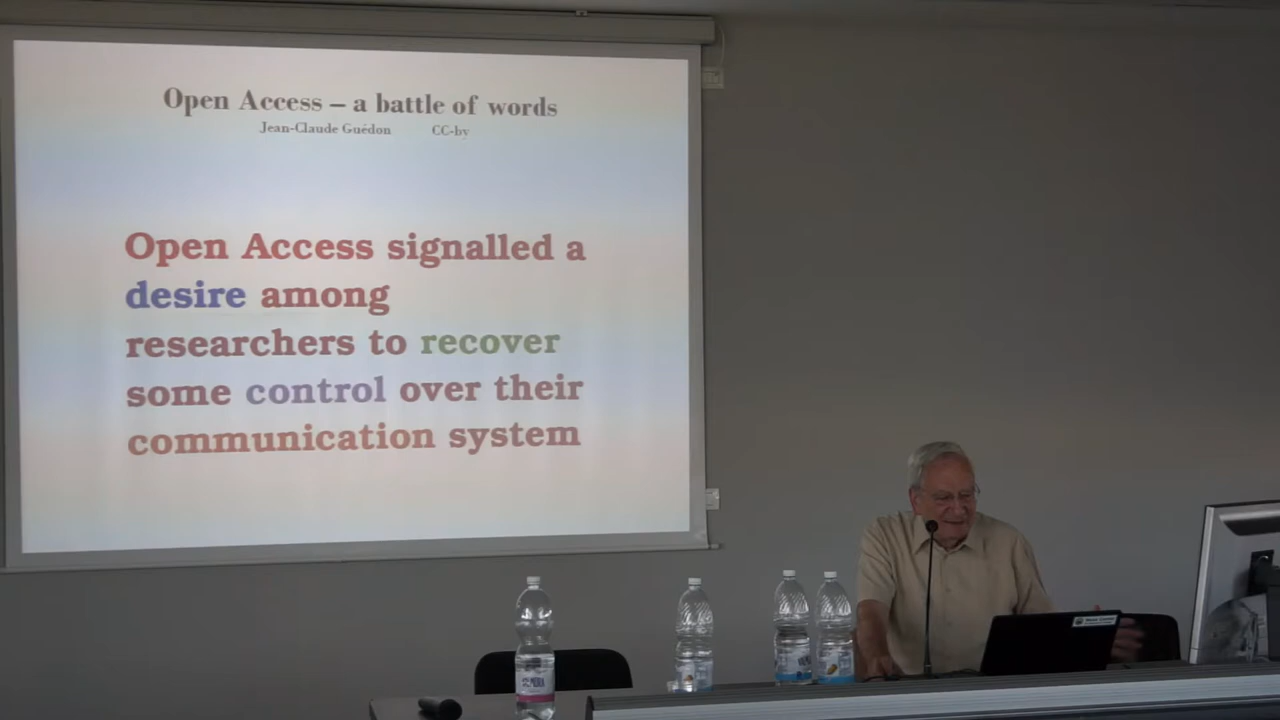 Open Access – a battle of words
Jean-Claude Guédon CC-by
Open Access signalled a
desire among
researchers to recover
some control over their
communication system